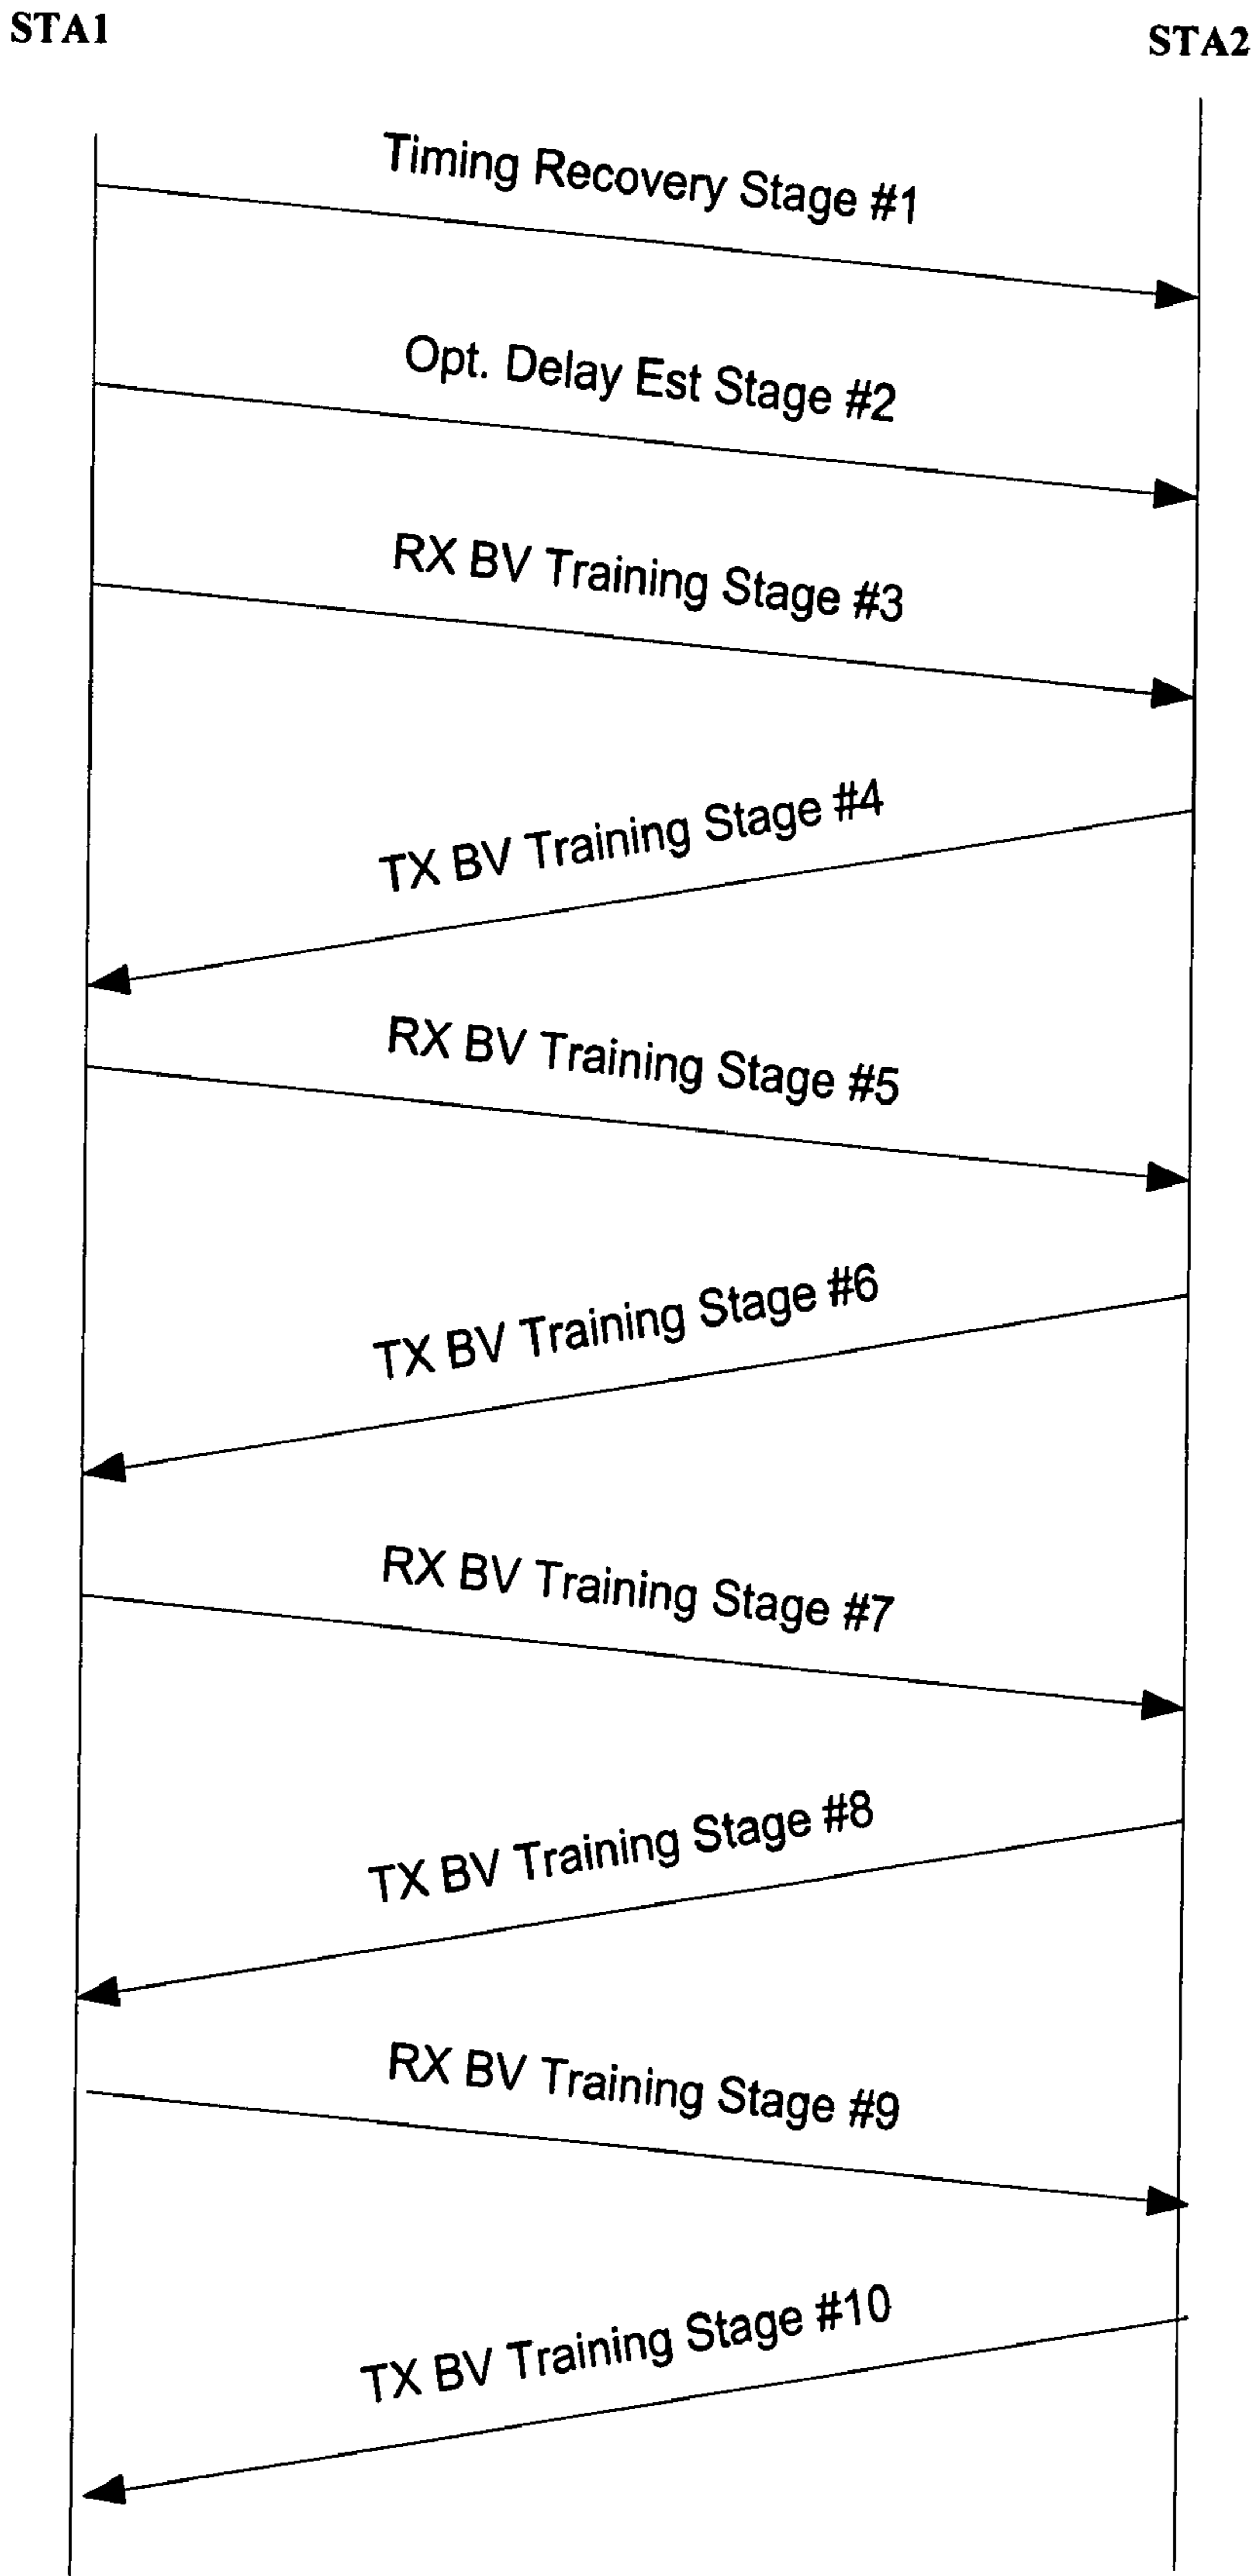 STA1
STA2
Timing Recovery Stage #1
Opt. Delay Est Stage #2
RX BV Training Stage #3
TX BV Training Stage #4
RX BV Training Stage #5
TX BV Training Stage #6
RX BV Training Stage #7
TX BV Training Stage #8
RX BV Training Stage #9
TX BV Training Stage #10